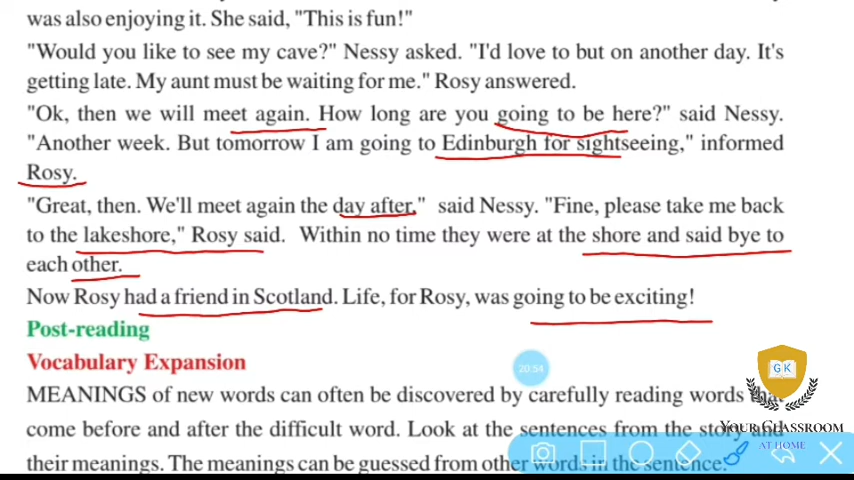 was also enjoying it. She said, "This is fun!"
"Would you like to see my cave?" Nessy asked. "I'd love to but on another day. It's
getting late. My aunt must be waiting for me." Rosy answered.
"Ok, then we will meet again. How long are you going to be here?" said Nessy.
"Another week. But tomorrow I am going to Edinburgh for sightseeing," informed
Rosy.
"Great, then. We'll meet again the day after," said Nessy. "Fine, please take me back
to the lakeshore," Rosy said. Within no time they were at the shore and said bye to
each other.
Now Rosy had a friend in Scotland. Life, for Rosy, was going to be exciting!
Post-reading
Vocabulary Expansion
20:54
GK
MEANINGS of new words can often be discovered by carefully reading words that
come before and after the difficult word. Look at the sentences from the story and
YOUR CLASSROOM
AT HOME
their meanings. The meanings can be guessed from other words in the sentence.